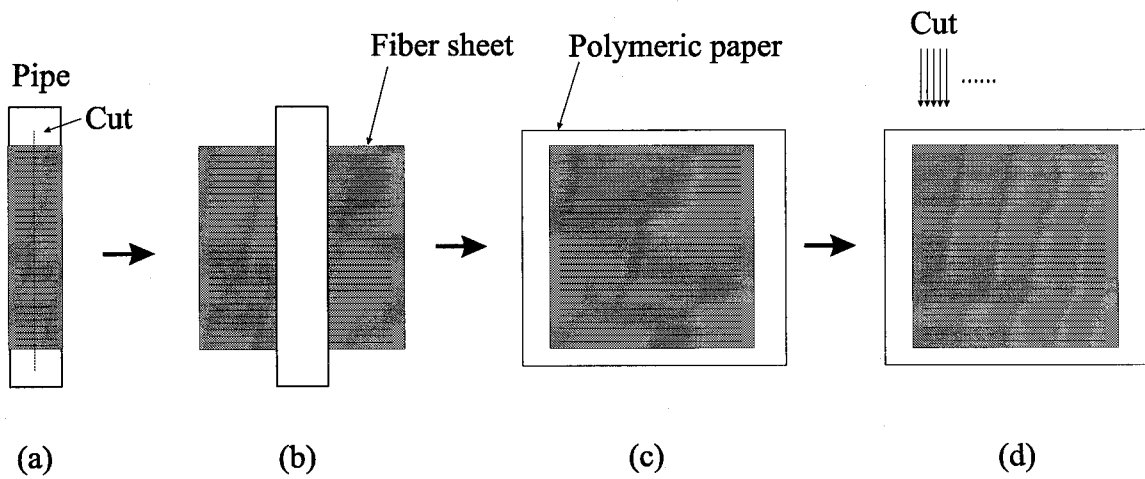 Pipe
Cut
Fiber sheet
Polymeric paper
Cut
......
(a)
(b)
(c)
(d)